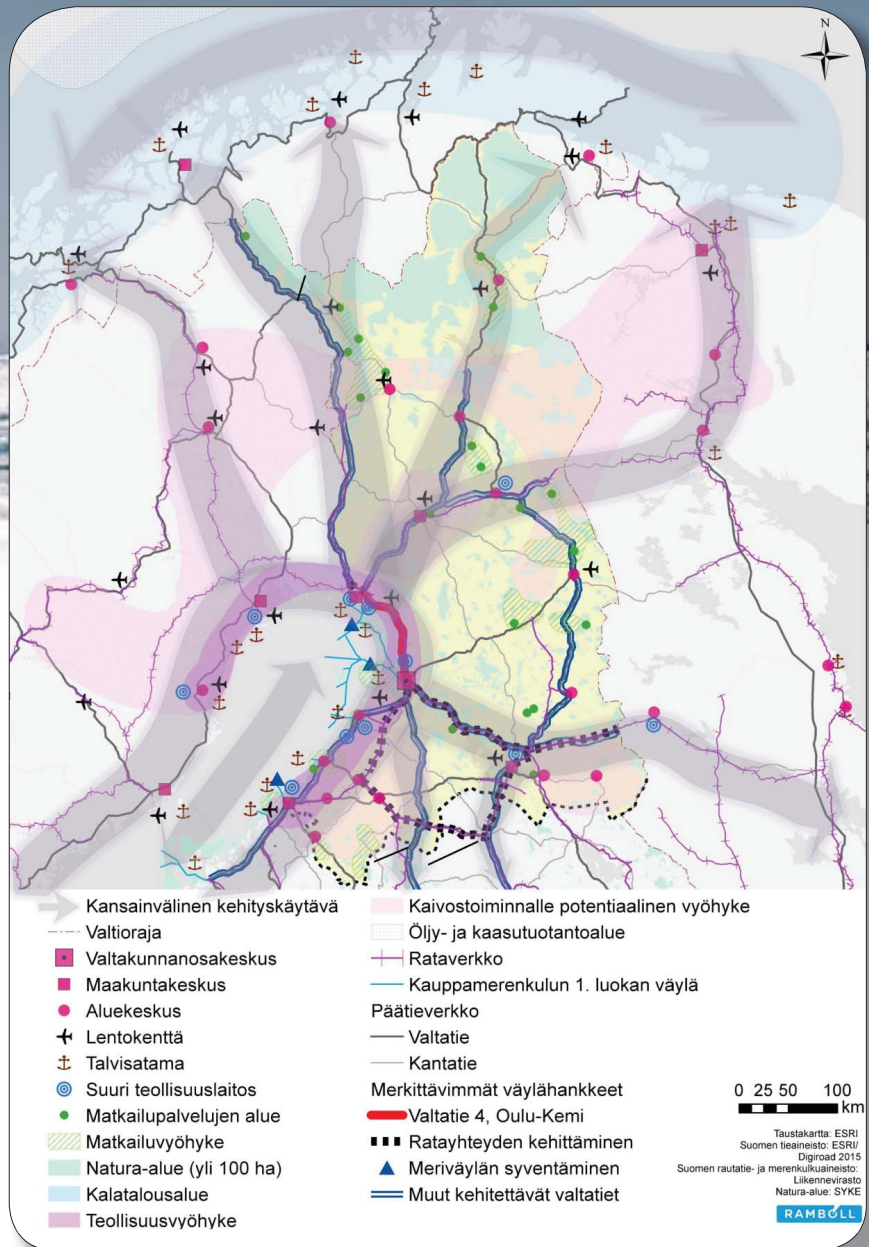 N
Kansainvälinen kehityskäytävä
Valtioraja
Valtakunnanosakeskus
Maakuntakeskus
Aluekeskus
Lentokenttä
Talvisatama
Suuri teollisuuslaitos
Matkailupalvelujen alue
Matkailuvyöhyke
Natura-alue (yli 100 ha)
Kalatalousalue
Teollisuusvyöhyke
Kaivostoiminnalle potentiaalinen vyöhyke
Öljy- ja kaasutuotantoalue
Rataverkko
Kauppamerenkulun 1. luokan väylä
Päätieverkko
Valtatie
Kantatie
Merkittävimmät väylähankkeet
Valtatie 4, Oulu-Kemi
Ratayhteyden kehittäminen
Meriväylän syventäminen
Muut kehitettävät valtatiet
0 25 50 100
km
Taustakartta: ESRI
Suomen tieaineisto: ESRI/
Digiroad 2015
Suomen rautatie- ja merenkulkuaineisto:
Liikennevirasto
Natura-alue: SYKE
RAMBOLL